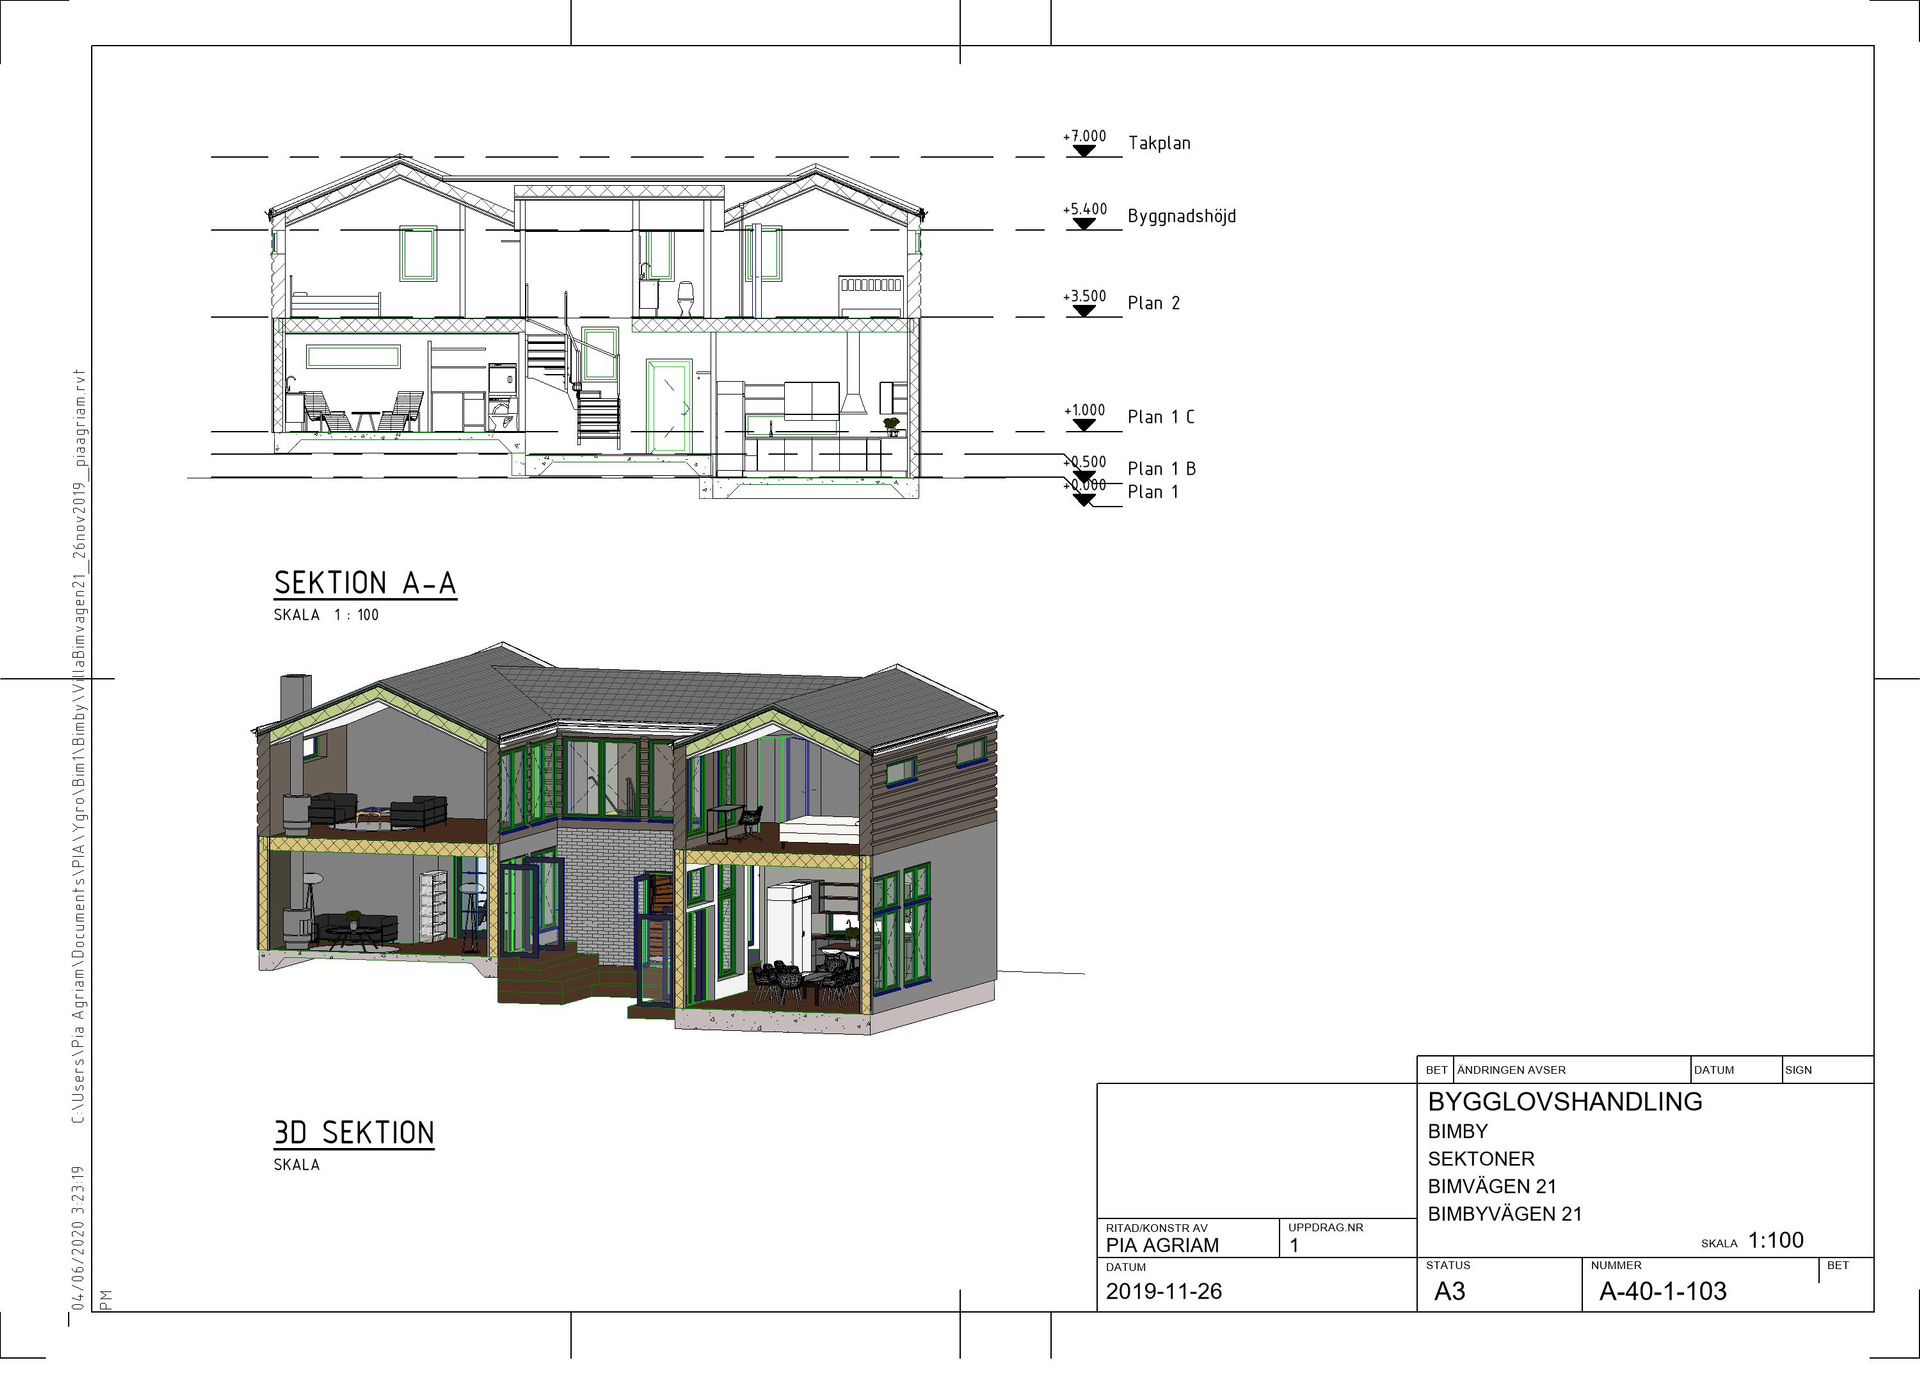 +7.000 Takplan
+5.400 Byggnadshöjd
+3.500 Plan 2
+1.000 Plan 1 C
+0.500 Plan 1 B
+0.000 Plan 1
SEKTION A-A
SKALA 1 : 100
3D SEKTION
SKALA
04/06/2020 3:23:19 PM
C:\Users\Pia Agriam\Documents\PIA\Ygro\Bim1\Bimby\VillaBimvagen21_26nov2019_piaagriam.rvt
BET ÄNDRINGEN AVSER DATUM SIGN
BYGGLOVSHANDLING
BIMBY
SEKTONER
BIMVÄGEN 21
BIMBYVÄGEN 21
SKALA 1:100
RITAD/KONSTR AV UPPDRAG.NR
PIA AGRIAM 1
DATUM STATUS NUMMER BET
2019-11-26 A3 A-40-1-103